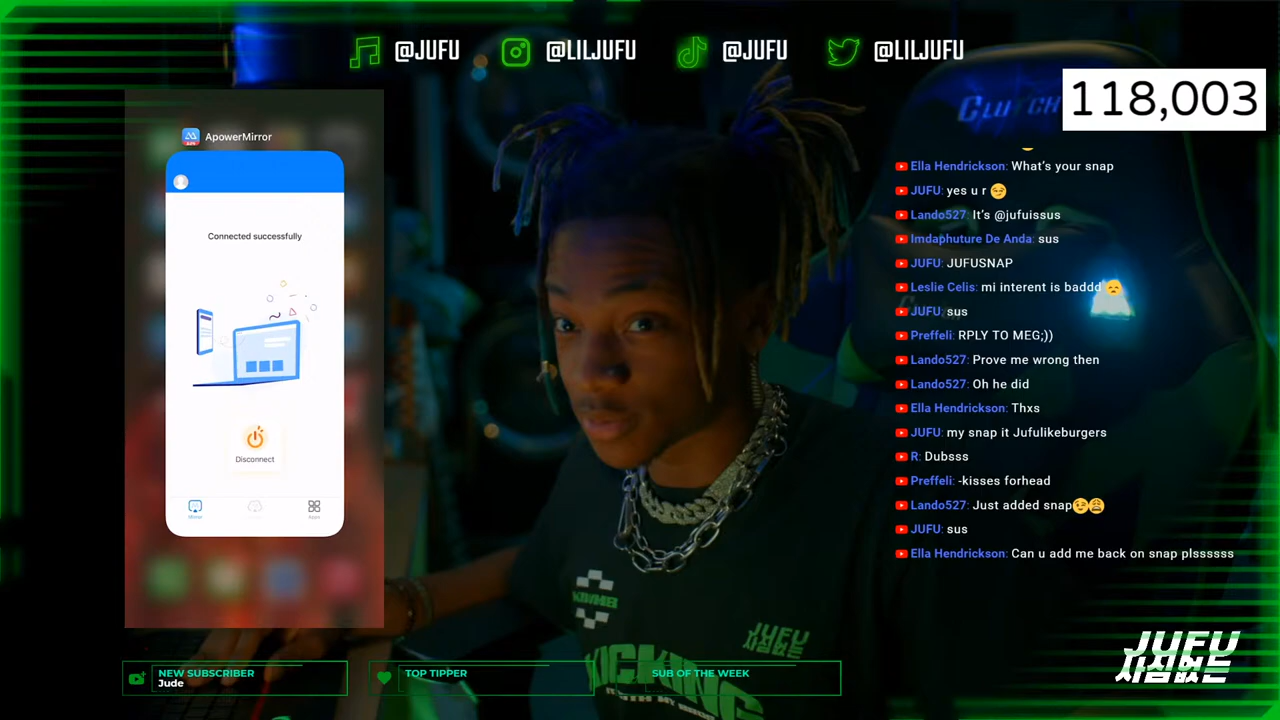 @JUFU
@LILJUFU
@JUFU
@LILJUFU
118,003
CLUTCH
ApowerMirror
Connected successfully
Disconnect
Mirror
Apps
Ella Hendrickson: What's your snap
JUFU: yes u r 😏
Lando527: It's @jufuissus
Imdaphuture De Anda: sus
JUFU: JUFUSNAP
Leslie Celis: mi interent is baddd😞
JUFU: sus
Preffeli: RPLY TO MEG;))
Lando527: Prove me wrong then
Lando527: Oh he did
Ella Hendrickson: Thxs
JUFU: my snap it Jufulikeburgers
R: Dubsss
Preffeli: -kisses forhead
Lando527: Just added snap😉😩
JUFU: sus
Ella Hendrickson: Can u add me back on snap plssssss
JUFU
KICKING
NEW SUBSCRIBER
Jude
TOP TIPPER
SUB OF THE WEEK
JUFU
사심없는